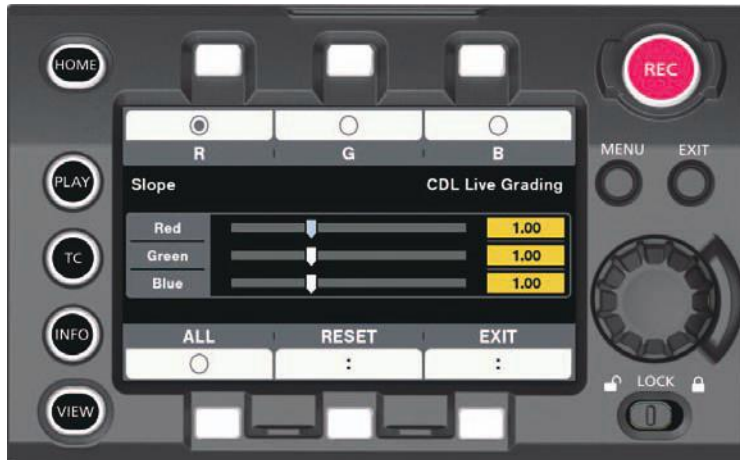 HOME
REC
R G B
MENU EXIT
PLAY
Slope CDL Live Grading
Red 1.00
TC
Green 1.00
Blue 1.00
INFO
ALL RESET EXIT
: :
LOCK
VIEW